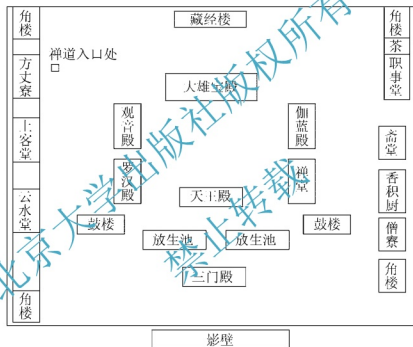 角楼
藏经楼
角楼
茶
禅道入口处
方丈寮
职事堂
大雄宝殿
观音殿
伽蓝殿
上客堂
斋堂
罗汉殿
禅堂
香积厨
云水堂
天王殿
鼓楼
鼓楼
僧寮
放生池
放生池
三门殿
角楼
角楼
影壁
北京大学出版社版权所有
禁止转载